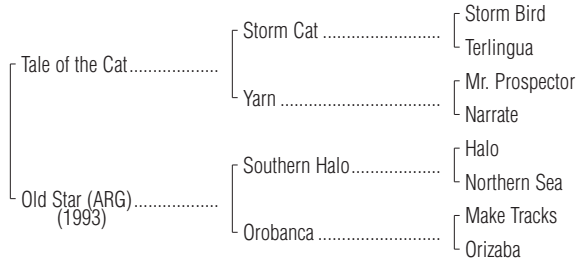 Storm Bird
Storm Cat ......................
Terlingua
Tale of the Cat.................
Mr. Prospector
Yarn ..............................
Narrate
Halo
Southern Halo.................
Northern Sea
Old Star (ARG)................
(1993)
Make Tracks
Orobanca .......................
Orizaba